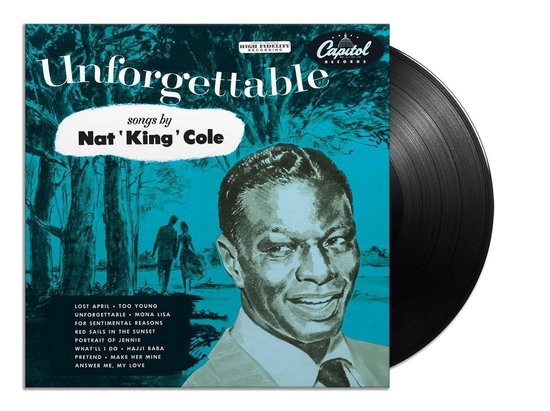 HIGH FIDELITY
RECORDING
Capitol
RECORDS
Unforgettable
songs by
Nat 'King' Cole
LOST APRIL • TOO YOUNG
UNFORGETTABLE • MONA LISA
FOR SENTIMENTAL REASONS
RED SAILS IN THE SUNSET
PORTRAIT OF JENNIE
WHAT'LL I DO • HAJJI BABA
PRETEND • MAKE HER MINE
ANSWER ME, MY LOVE